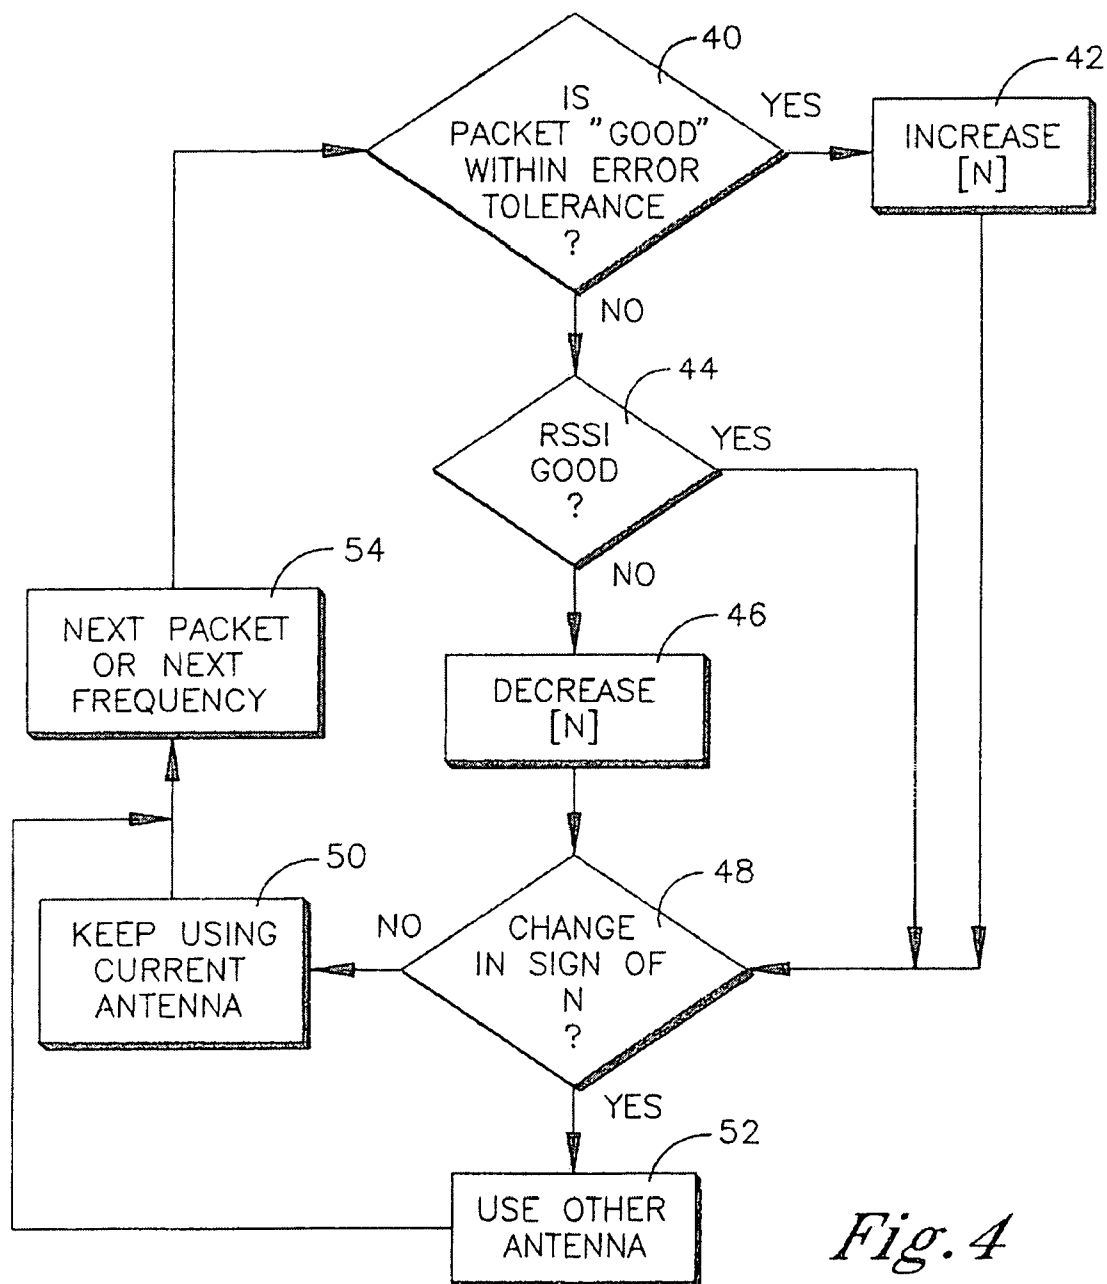 40
IS
PACKET "GOOD"
WITHIN ERROR
TOLERANCE
?
YES
42
INCREASE
[N]
NO
44
RSSI
GOOD
?
YES
NO
54
NEXT PACKET
OR NEXT
FREQUENCY
46
DECREASE
[N]
48
CHANGE
IN SIGN OF
N
?
NO
50
KEEP USING
CURRENT
ANTENNA
YES
52
USE OTHER
ANTENNA
Fig. 4